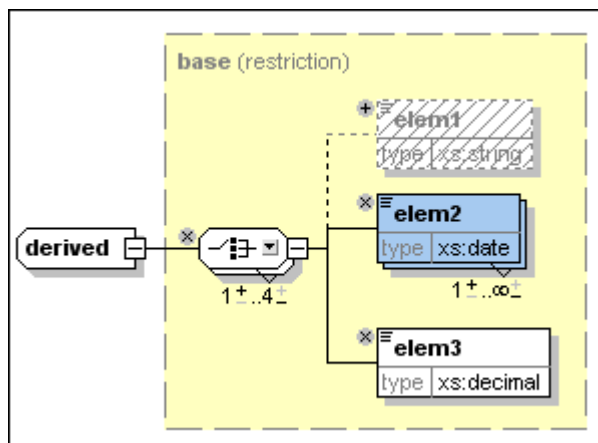 base (restriction)
elem1
type xs:string
elem2
type xs:date
1 ± ..∞ ±
derived
1 ± ..4 ±
elem3
type xs:decimal